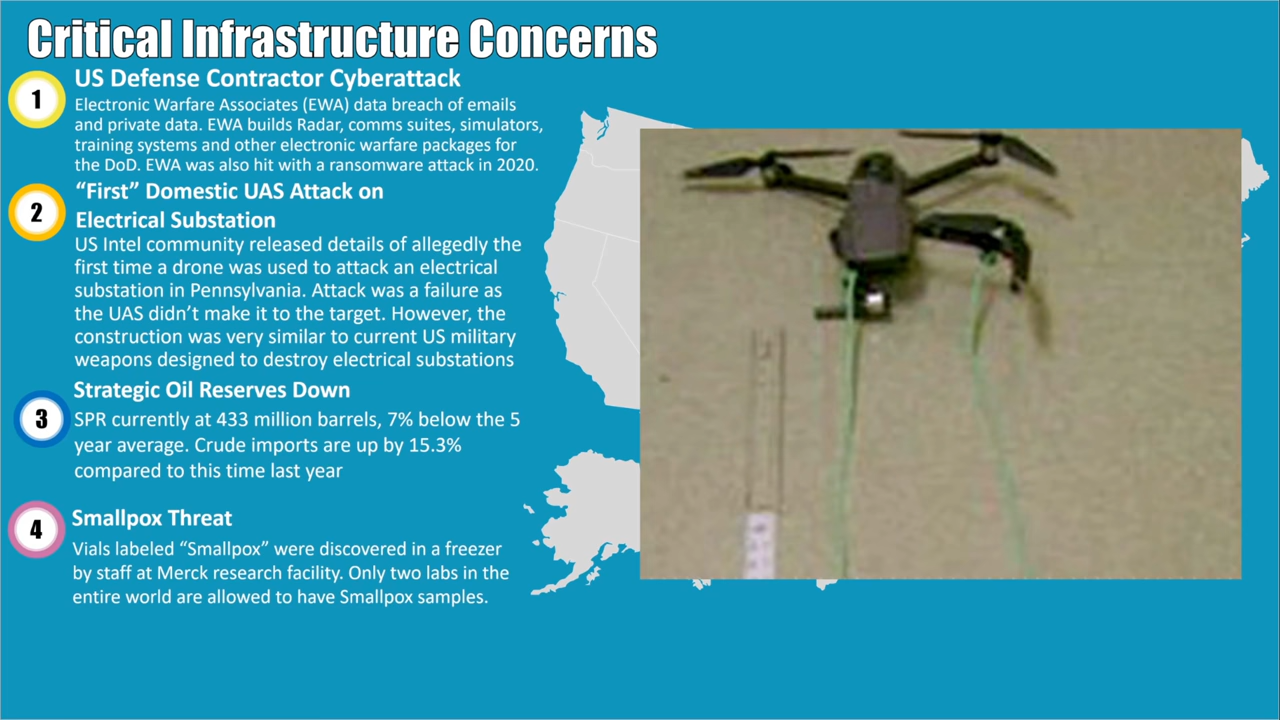 Critical Infrastructure Concerns
1
US Defense Contractor Cyberattack
Electronic Warfare Associates (EWA) data breach of emails
and private data. EWA builds Radar, comms suites, simulators,
training systems and other electronic warfare packages for
the DoD. EWA was also hit with a ransomware attack in 2020.
2
“First” Domestic UAS Attack on
Electrical Substation
US Intel community released details of allegedly the
first time a drone was used to attack an electrical
substation in Pennsylvania. Attack was a failure as
the UAS didn’t make it to the target. However, the
construction was very similar to current US military
weapons designed to destroy electrical substations
3
Strategic Oil Reserves Down
SPR currently at 433 million barrels, 7% below the 5
year average. Crude imports are up by 15.3%
compared to this time last year
4
Smallpox Threat
Vials labeled “Smallpox” were discovered in a freezer
by staff at Merck research facility. Only two labs in the
entire world are allowed to have Smallpox samples.